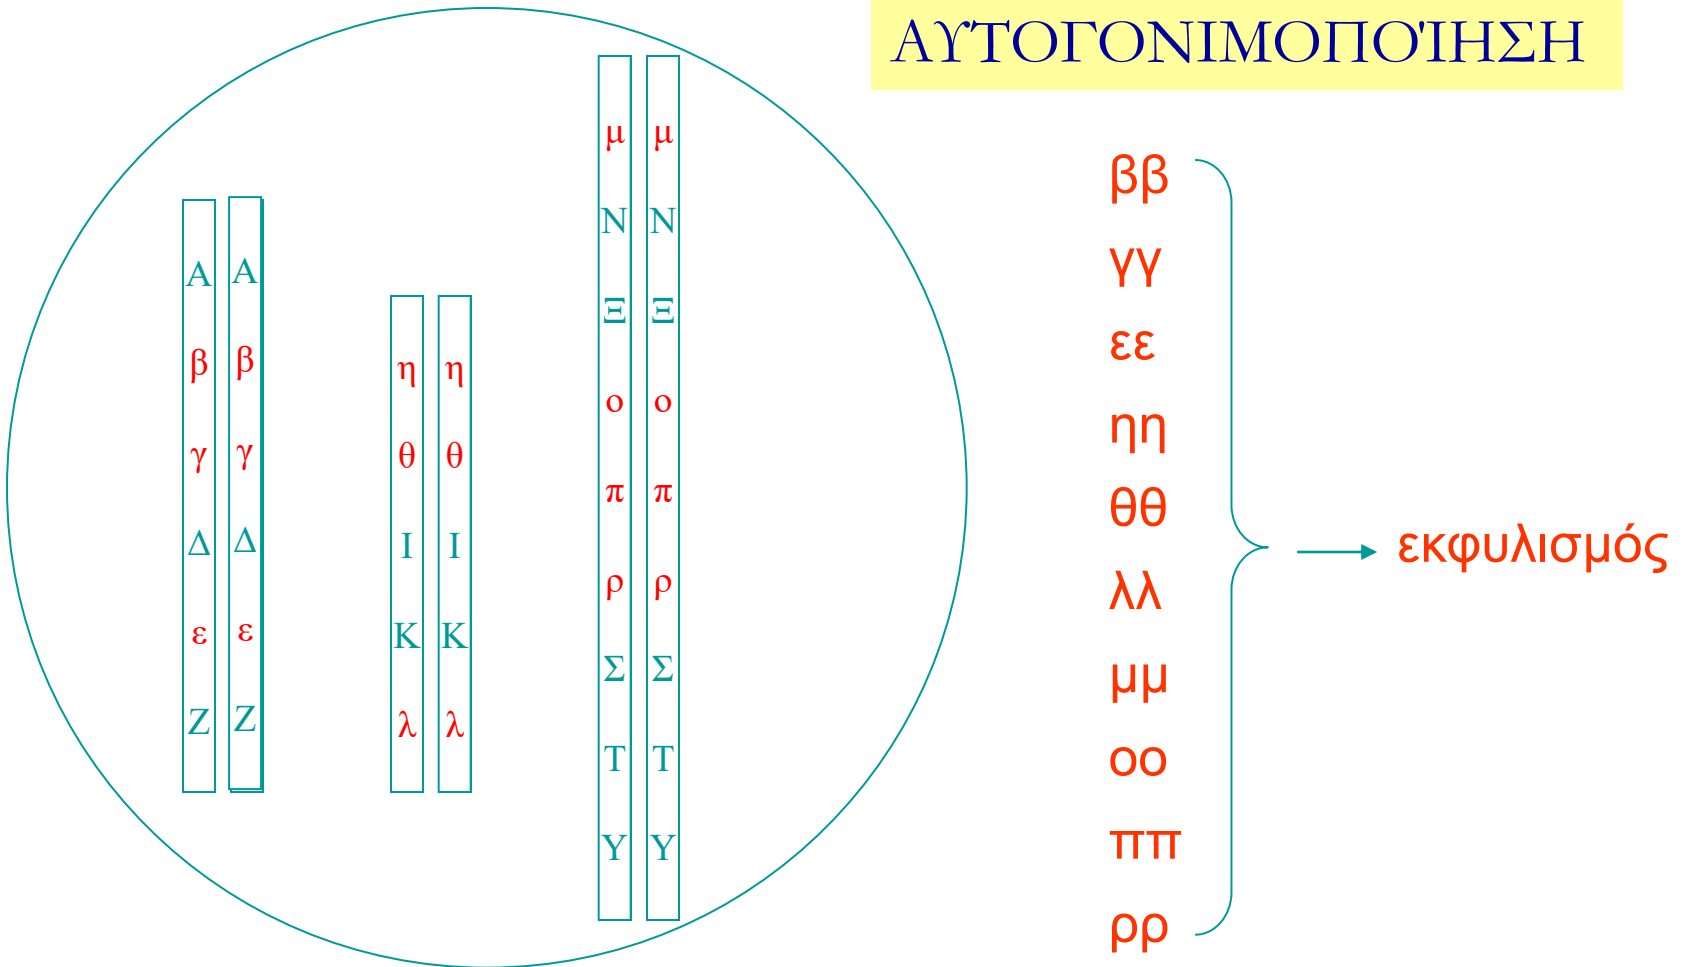 ΑΥΤΟΓΟΝΙΜΟΠΟΊΗΣΗ
Α Α
β β
γ γ
Δ Δ
ε ε
Ζ Ζ
η η
θ θ
Ι Ι
Κ Κ
λ λ
μ μ
Ν Ν
Ξ Ξ
ο ο
π π
ρ ρ
Σ Σ
Τ Τ
Υ Υ
ββ
γγ
εε
ηη
θθ
λλ
μμ
οο
ππ
ρρ
εκφυλισμός